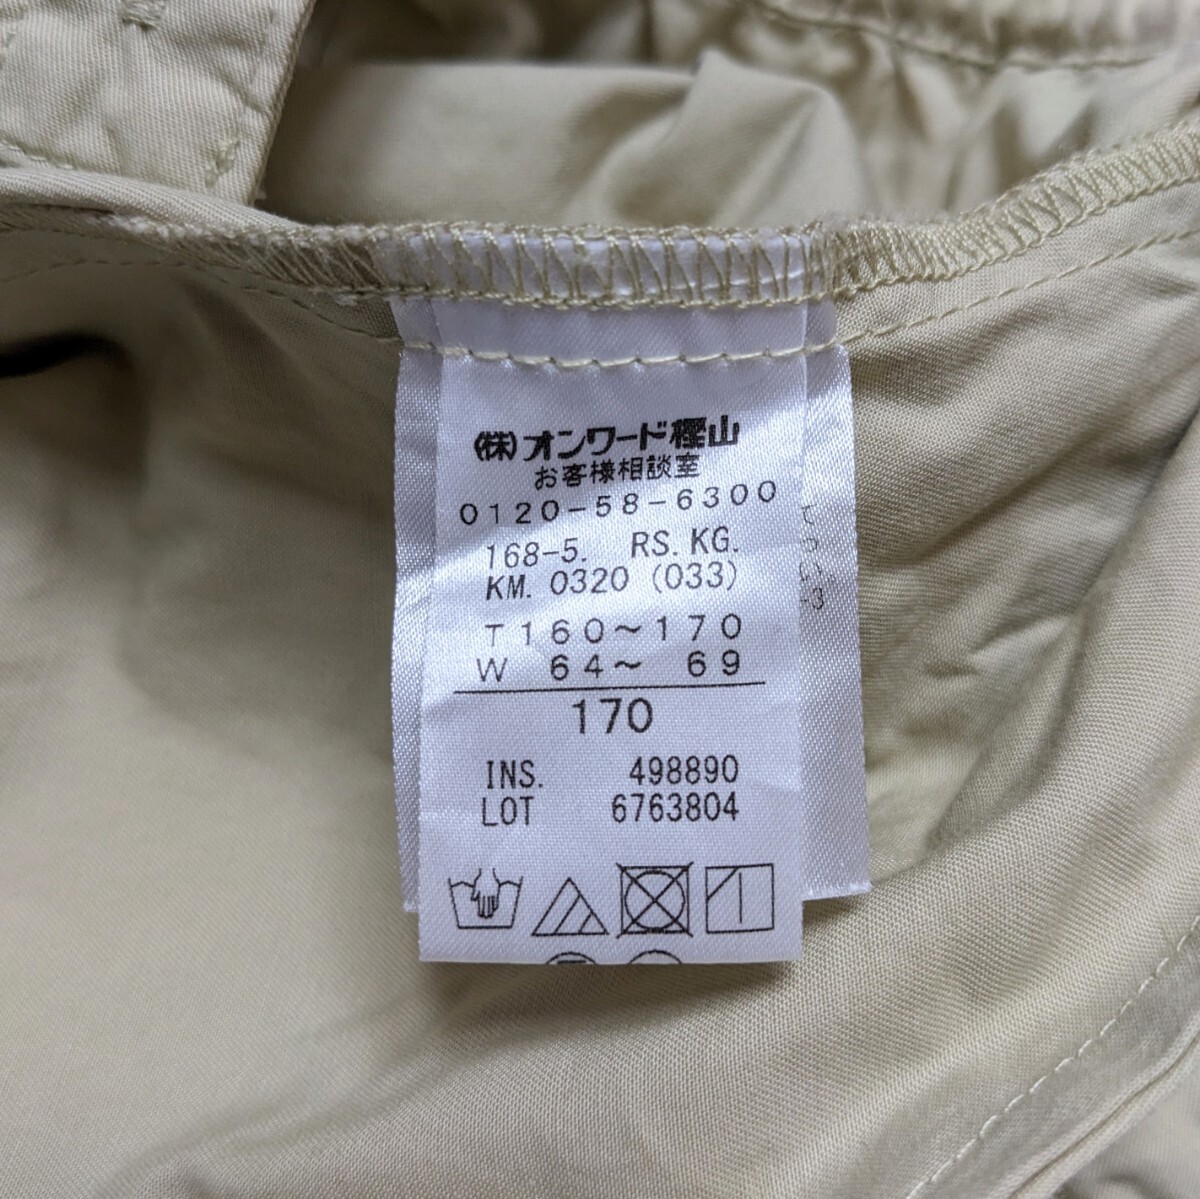 (株)オンワード樫山
お客様相談室
0120-58-6300
168-5. RS. KG.
KM. 0320 (033)
T 160～170
W 64～ 69
170
INS. 498890
LOT 6763804